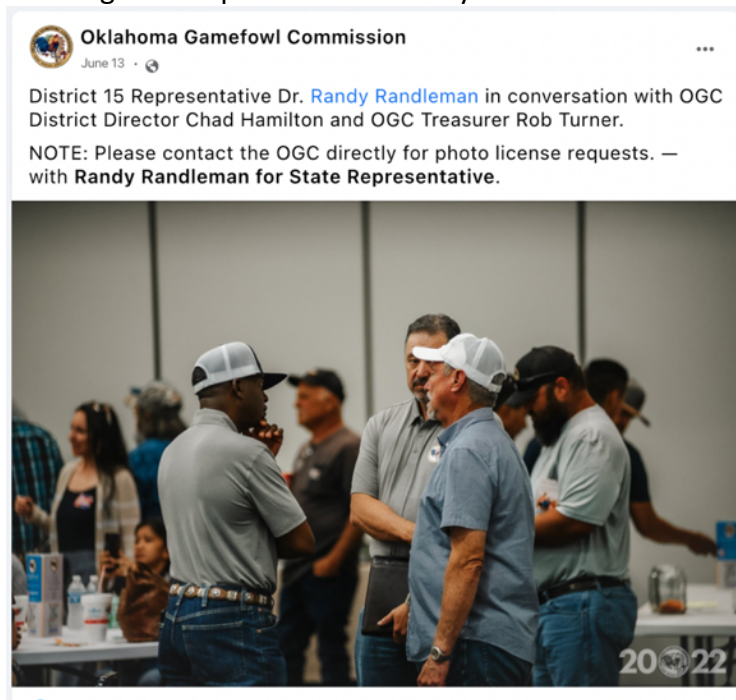 Oklahoma Gamefowl Commission
June 13
District 15 Representative Dr. Randy Randleman in conversation with OGC
District Director Chad Hamilton and OGC Treasurer Rob Turner.
NOTE: Please contact the OGC directly for photo license requests. —
with Randy Randleman for State Representative.
2022